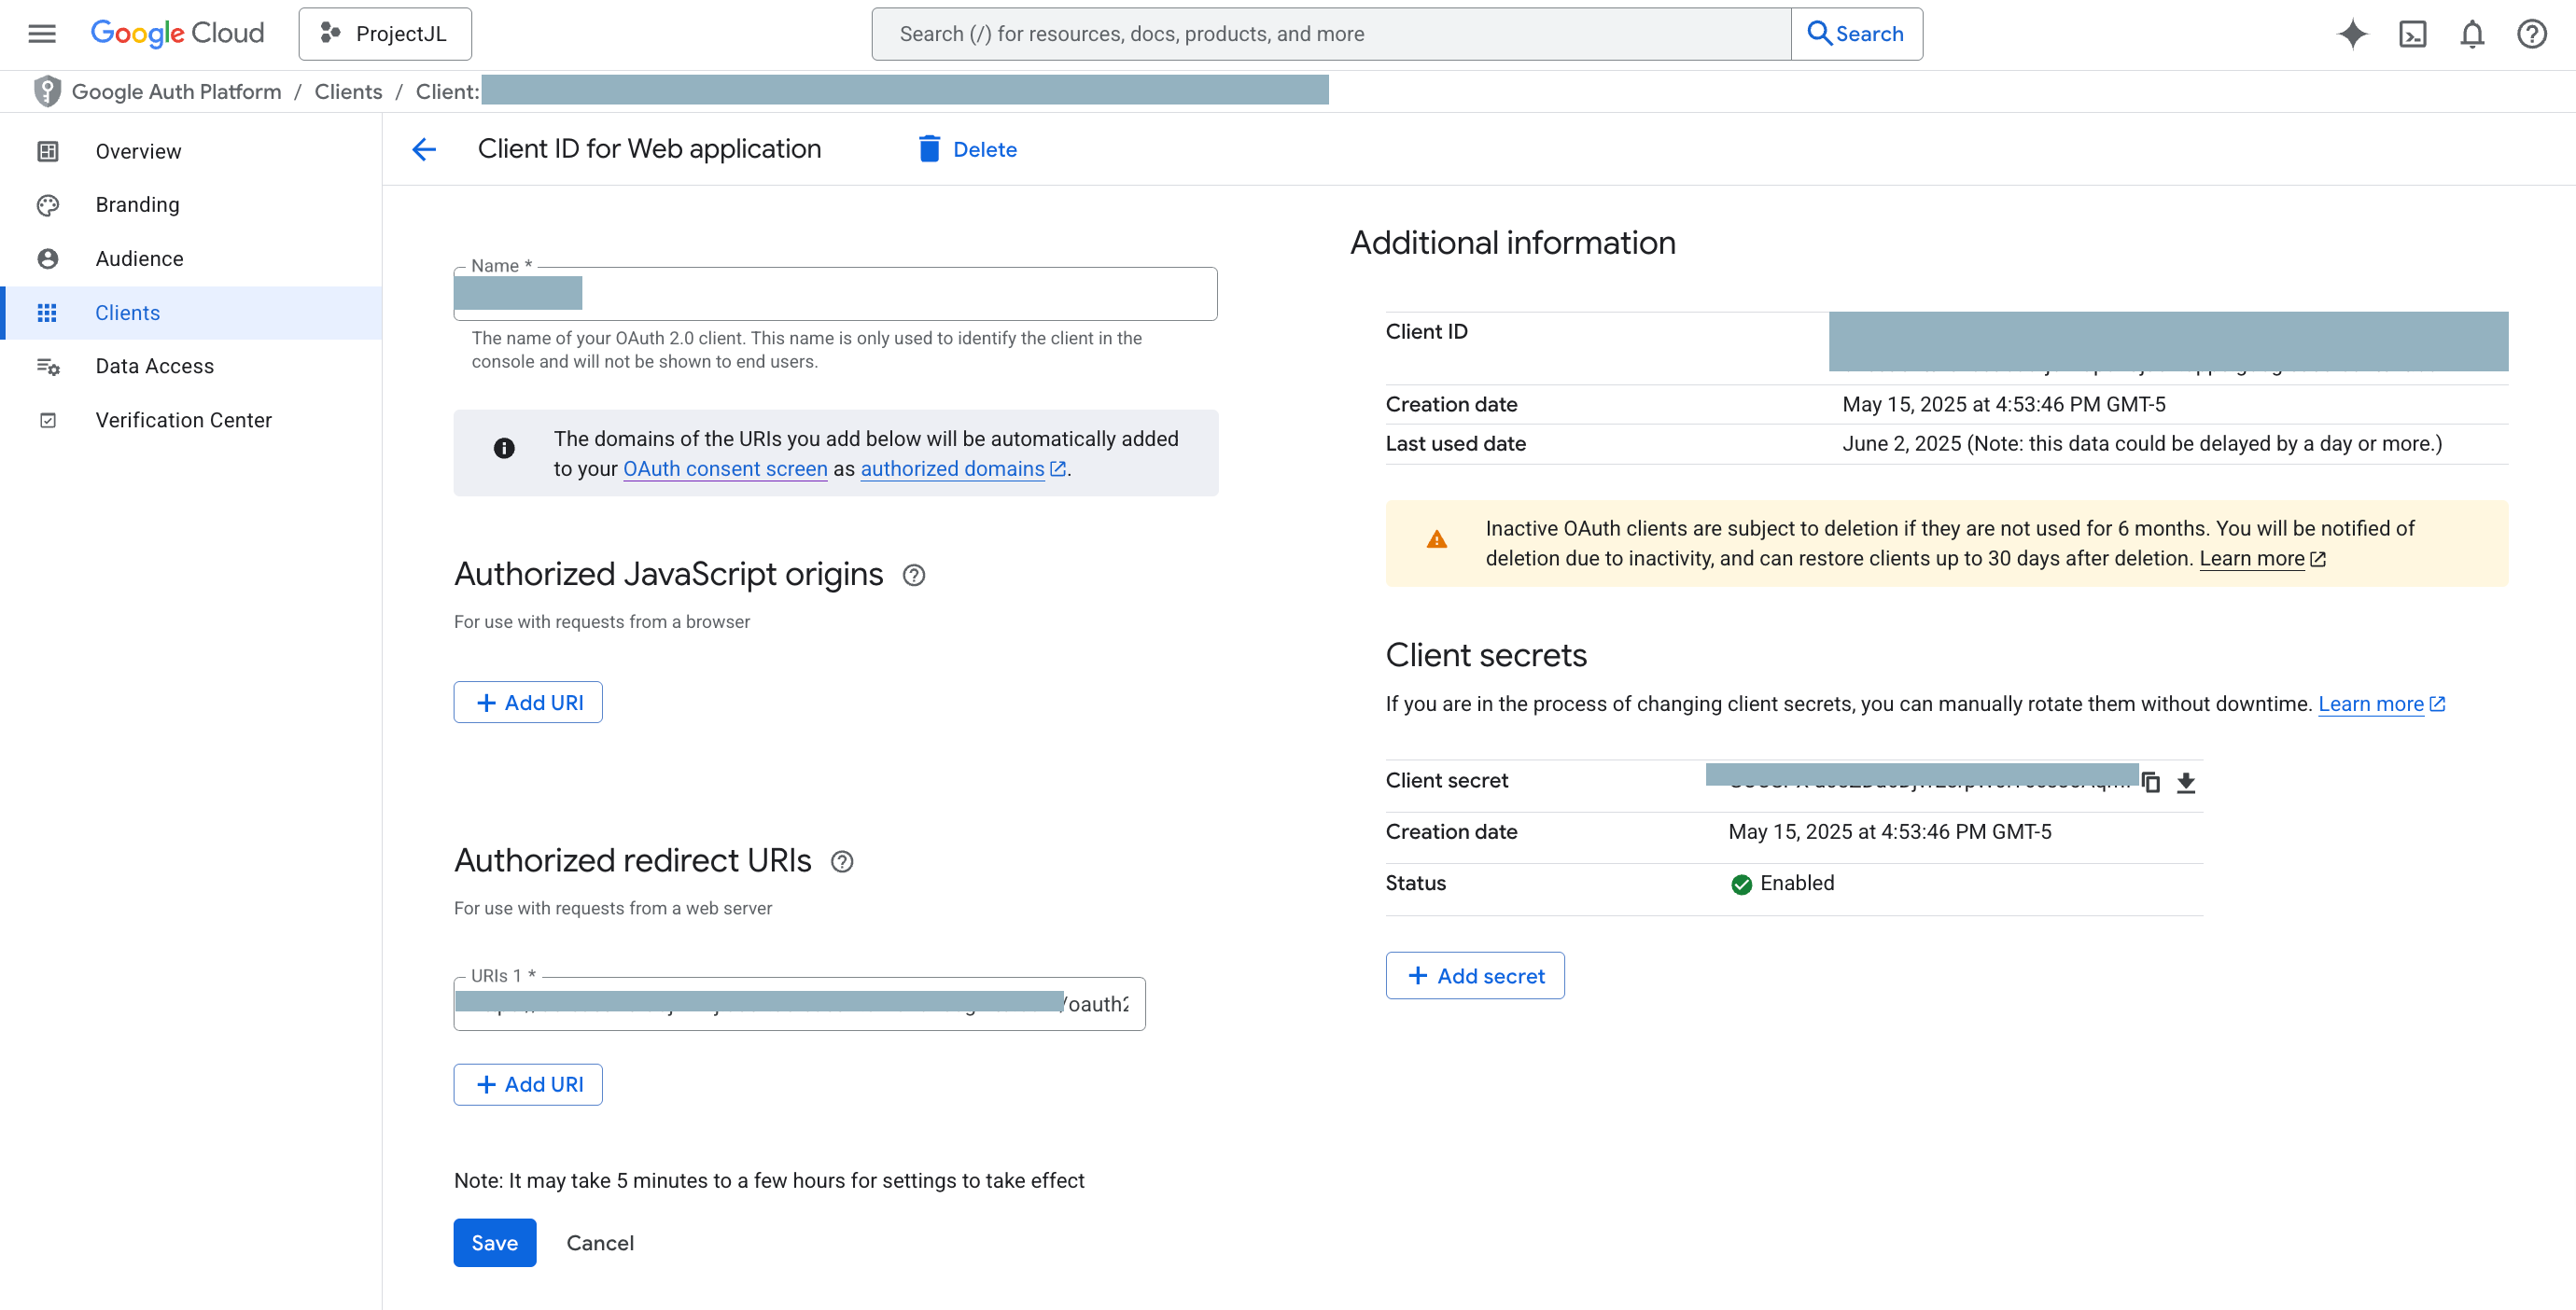 Google Cloud
ProjectJL
Search (/) for resources, docs, products, and more
Search
Google Auth Platform / Clients / Client:
Overview
Branding
Audience
Clients
Data Access
Verification Center
Client ID for Web application
Delete
Name *
The name of your OAuth 2.0 client. This name is only used to identify the client in the
console and will not be shown to end users.
The domains of the URIs you add below will be automatically added
to your OAuth consent screen as authorized domains.
Authorized JavaScript origins
For use with requests from a browser
Add URI
Authorized redirect URIs
For use with requests from a web server
URIs 1 *
/oauth2
Add URI
Note: It may take 5 minutes to a few hours for settings to take effect
Save
Cancel
Additional information
Client ID
Creation date
May 15, 2025 at 4:53:46 PM GMT-5
Last used date
June 2, 2025 (Note: this data could be delayed by a day or more.)
Inactive OAuth clients are subject to deletion if they are not used for 6 months. You will be notified of
deletion due to inactivity, and can restore clients up to 30 days after deletion. Learn more
Client secrets
If you are in the process of changing client secrets, you can manually rotate them without downtime. Learn more
Client secret
Creation date
May 15, 2025 at 4:53:46 PM GMT-5
Status
Enabled
Add secret